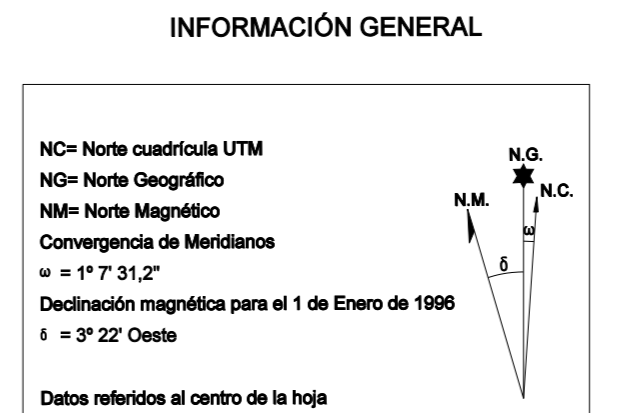 INFORMACIÓN GENERAL
NC= Norte cuadrícula UTM
NG= Norte Geográfico
NM= Norte Magnético
Convergencia de Meridianos
ω = 1º 7' 31,2"
Declinación magnética para el 1 de Enero de 1996
δ = 3º 22' Oeste
Datos referidos al centro de la hoja
N.G.
N.M.
N.C.
ω
δ